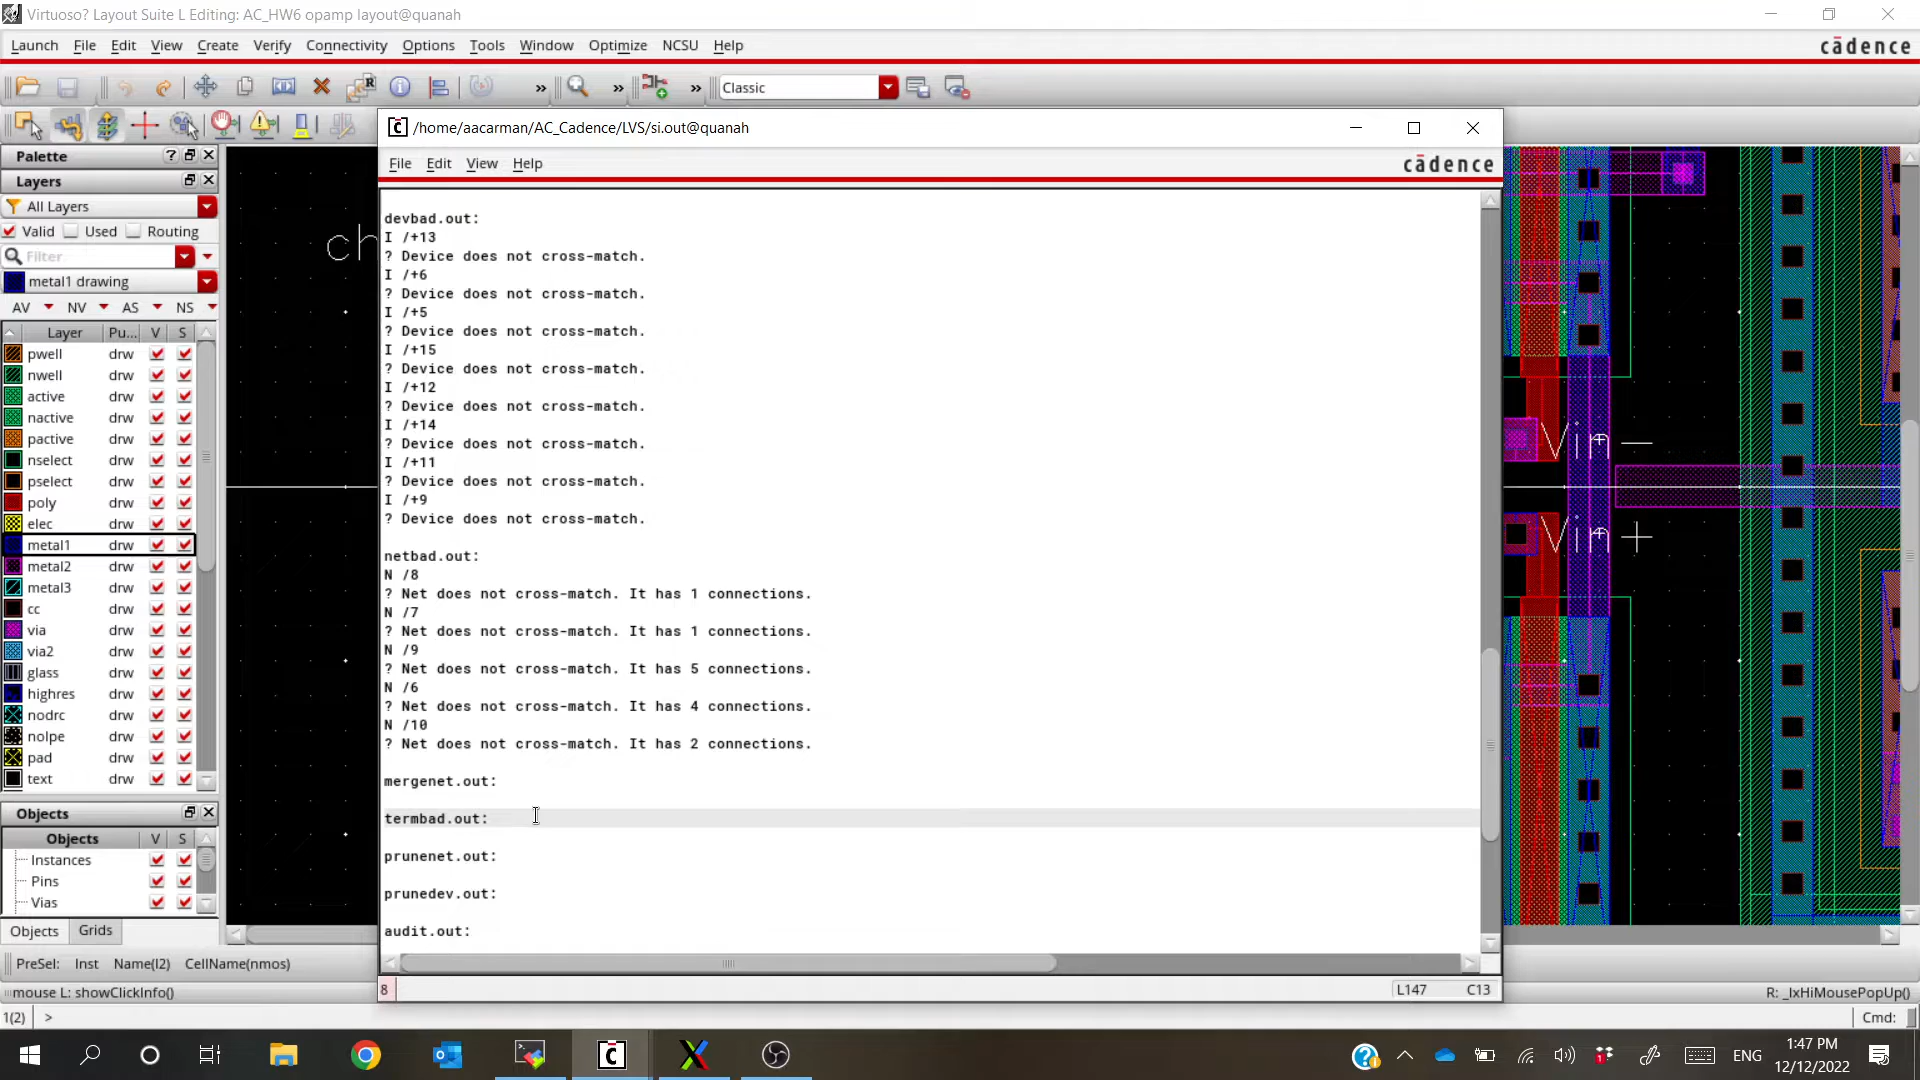 Virtuoso? Layout Suite L Editing: AC_HW6 opamp layout@quanah
Launch File Edit View Create Verify Connectivity Options Tools Window Optimize NCSU Help
cādence
R
» » » Classic
/home/aacarman/AC_Cadence/LVS/si.out@quanah
File Edit View Help
cādence
Palette
?
Layers
All Layers
Valid Used Routing
Filter
metal1 drawing
AV NV AS NS
Layer Pu... V S
pwell drw
nwell drw
active drw
nactive drw
pactive drw
nselect drw
pselect drw
poly drw
elec drw
metal1 drw
metal2 drw
metal3 drw
cc drw
via drw
via2 drw
glass drw
highres drw
nodrc drw
nolpe drw
pad drw
text drw
Objects
Objects V S
Instances
Pins
Vias
Objects Grids
ch
devbad.out:
I /+13
? Device does not cross-match.
I /+6
? Device does not cross-match.
I /+5
? Device does not cross-match.
I /+15
? Device does not cross-match.
I /+12
? Device does not cross-match.
I /+14
? Device does not cross-match.
I /+11
? Device does not cross-match.
I /+9
? Device does not cross-match.
netbad.out:
N /8
? Net does not cross-match. It has 1 connections.
N /7
? Net does not cross-match. It has 1 connections.
N /9
? Net does not cross-match. It has 5 connections.
N /6
? Net does not cross-match. It has 4 connections.
N /10
? Net does not cross-match. It has 2 connections.
mergenet.out:
termbad.out:
prunenet.out:
prunedev.out:
audit.out:
8
L147 C13
Vin-
Vin+
PreSel: Inst Name(I2) CellName(nmos)
mouse L: showClickInfo()
R: _lxHiMousePopUp()
1(2) >
Cmd:
ENG
1:47 PM
12/12/2022